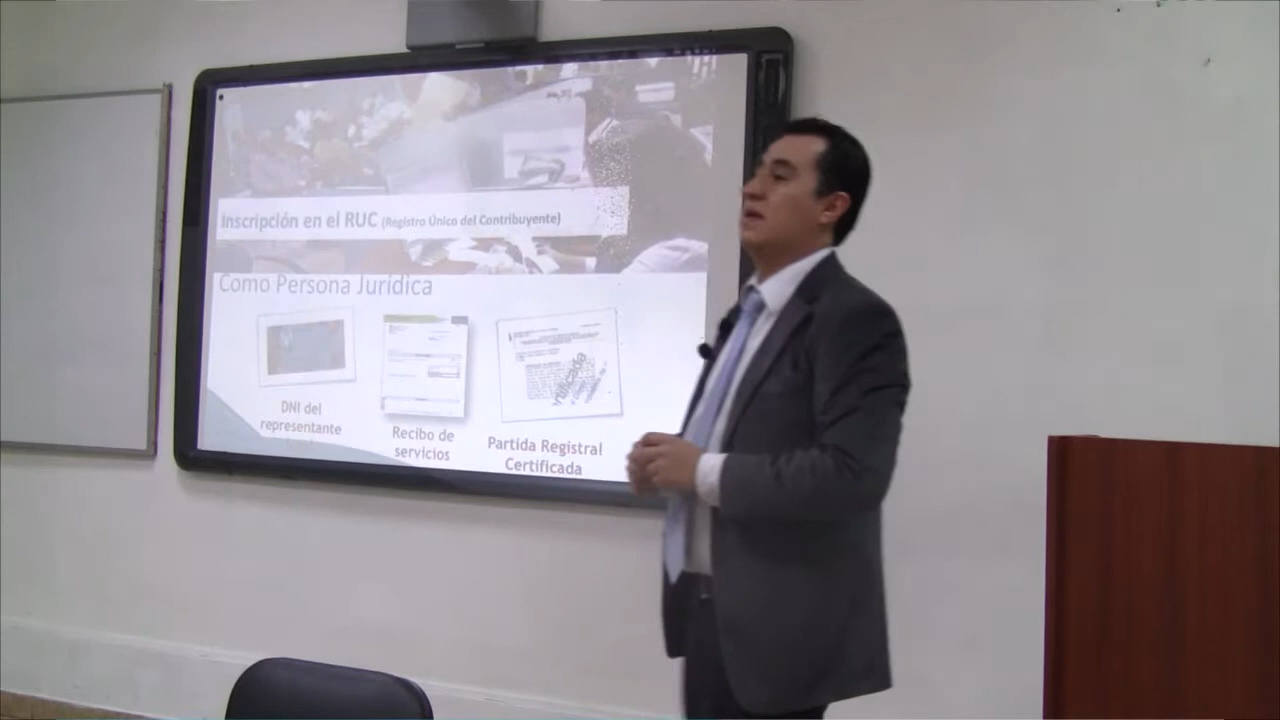 Inscripción en el RUC (Registro Único del Contribuyente)
Como Persona Jurídica
DNI del
representante
Recibo de
servicios
Partida Registral
Certificada